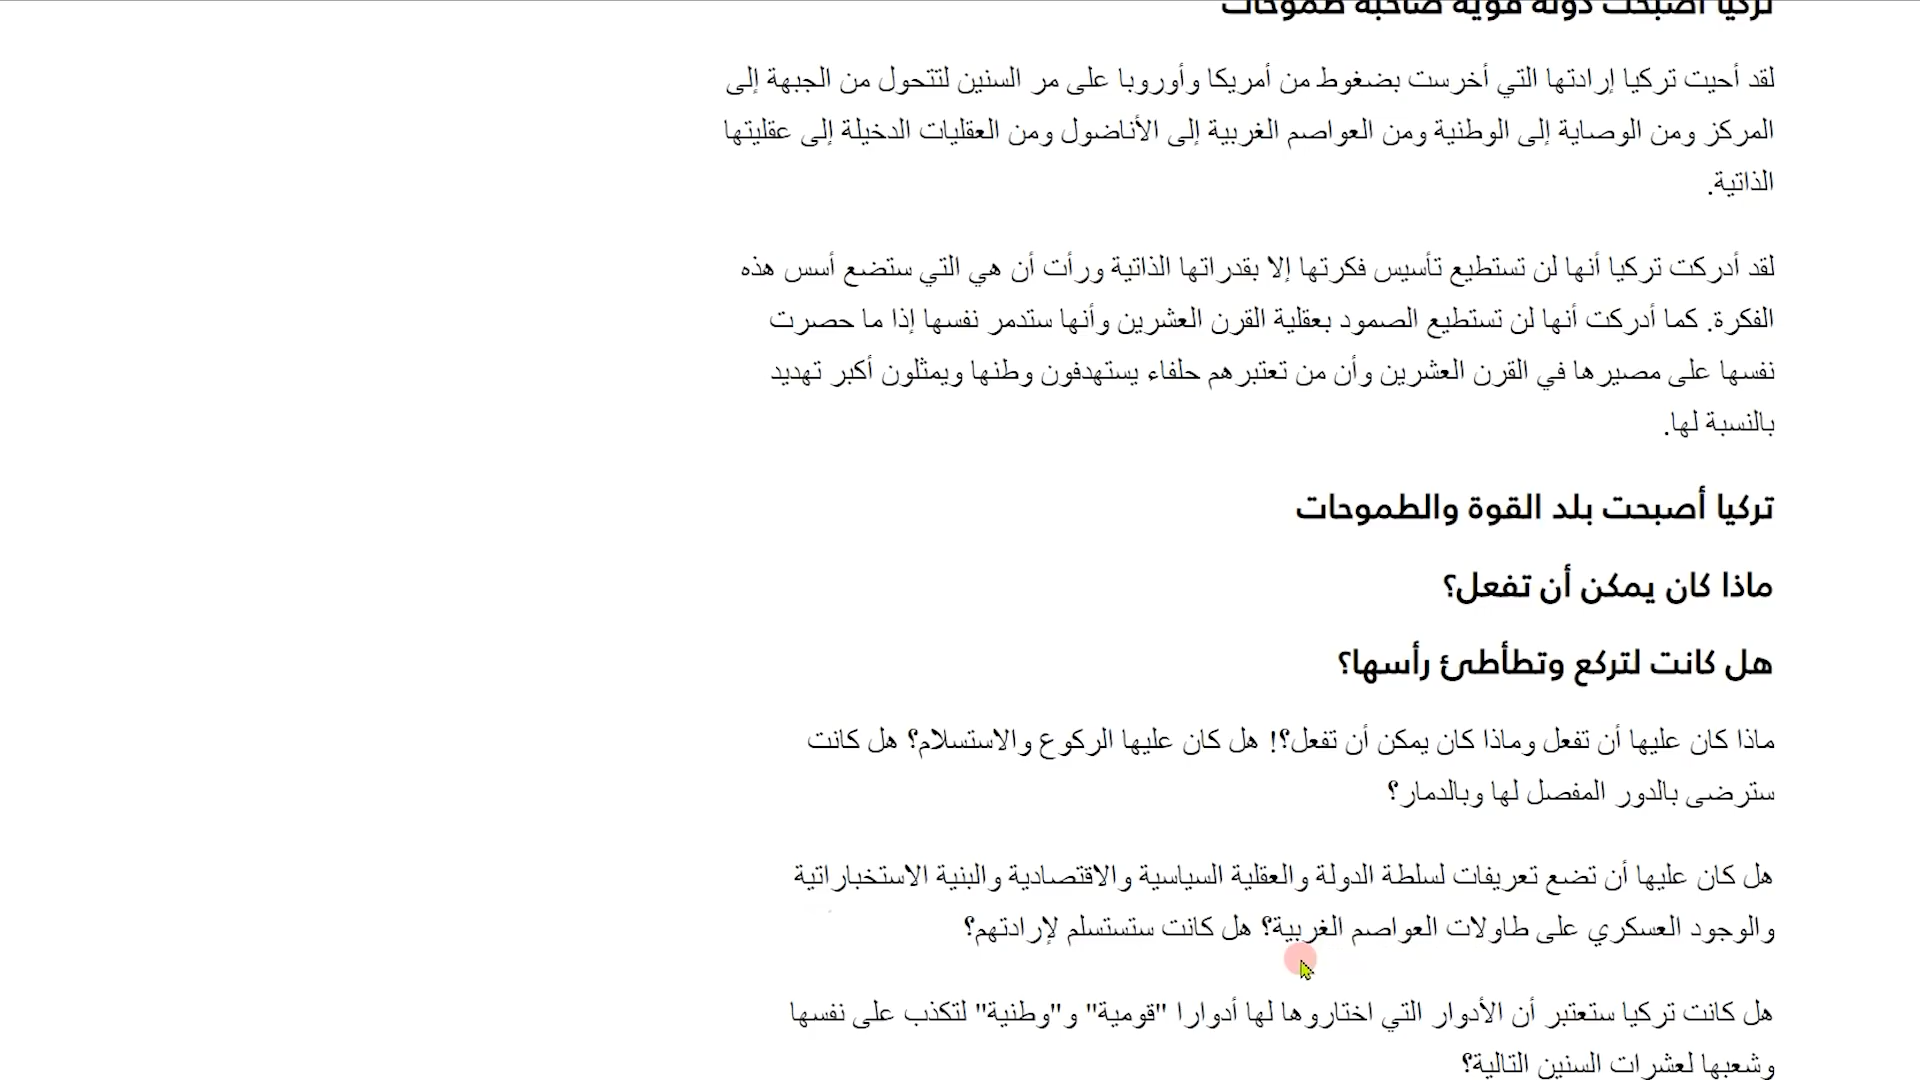 تركيا أصبحت دولة قوية صاحبة طموحات
لقد أحيت تركيا إرادتها التي أخرست بضغوط من أمريكا وأوروبا على مر السنين لتتحول من الجبهة إلى
المركز ومن الوصاية إلى الوطنية ومن العواصم الغربية إلى الأناضول ومن العقليات الدخيلة إلى عقليتها
الذاتية.
لقد أدركت تركيا أنها لن تستطيع تأسيس فكرتها إلا بقدراتها الذاتية ورأت أن هي التي ستضع أسس هذه
الفكرة. كما أدركت أنها لن تستطيع الصمود بعقلية القرن العشرين وأنها ستدمر نفسها إذا ما حصرت
نفسها على مصيرها في القرن العشرين وأن من تعتبرهم حلفاء يستهدفون وطنها ويمثلون أكبر تهديد
بالنسبة لها.
تركيا أصبحت بلد القوة والطموحات
ماذا كان يمكن أن تفعل؟
هل كانت لتركع وتطأطئ رأسها؟
ماذا كان عليها أن تفعل وماذا كان يمكن أن تفعل؟! هل كان عليها الركوع والاستسلام؟ هل كانت
سترضى بالدور المفصل لها وبالدمار؟
هل كان عليها أن تضع تعريفات لسلطة الدولة والعقلية السياسية والاقتصادية والبنية الاستخباراتية
والوجود العسكري على طاولات العواصم الغربية؟ هل كانت ستستسلم لإرادتهم؟
هل كانت تركيا ستعتبر أن الأدوار التي اختاروها لها أدوارا "قومية" و"وطنية" لتكذب على نفسها
وشعبها لعشرات السنين التالية؟